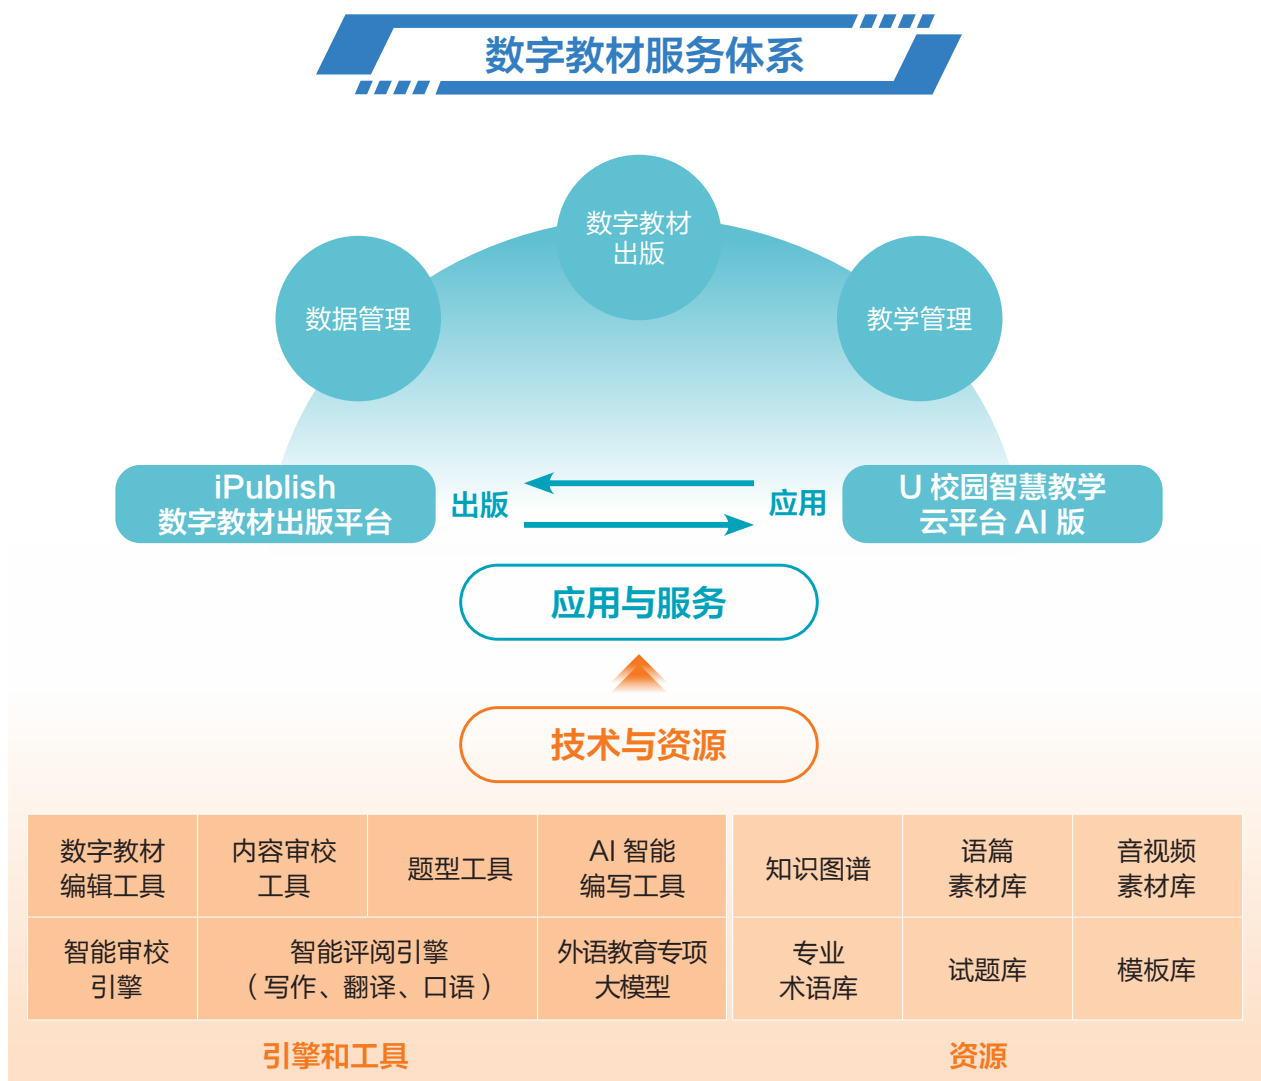 数字教材服务体系
数字教材
出版
数据管理
教学管理
iPublish
数字教材出版平台
出版
应用
U 校园智慧教学
云平台 AI 版
应用与服务
技术与资源
数字教材
编辑工具
内容审校
工具
题型工具
AI 智能
编写工具
知识图谱
语篇
素材库
音视频
素材库
智能审校
引擎
智能评阅引擎
（写作、翻译、口语）
外语教育专项
大模型
专业
术语库
试题库
模板库
引擎和工具
资源